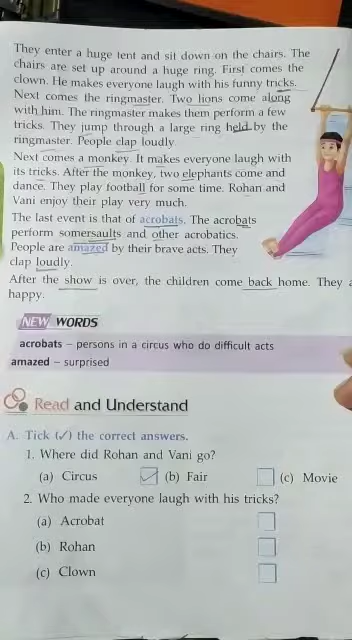 They enter a huge tent and sit down on the chairs. The
chairs are set up around a huge ring. First comes the
clown. He makes everyone laugh with his funny tricks.
Next comes the ringmaster. Two lions come along
with him. The ringmaster makes them perform a few
tricks. They jump through a large ring held by the
ringmaster. People clap loudly.
Next comes a monkey. It makes everyone laugh with
its tricks. After the monkey, two elephants come and
dance. They play football for some time. Rohan and
Vani enjoy their play very much.
The last event is that of acrobats. The acrobats
perform somersaults and other acrobatics.
People are amazed by their brave acts. They
clap loudly.
After the show is over, the children come back home. They a
happy.
NEW WORDS
acrobats – persons in a circus who do difficult acts
amazed – surprised
Read and Understand
A. Tick (✓) the correct answers.
1. Where did Rohan and Vani go?
(a) Circus ✓ (b) Fair (c) Movie
2. Who made everyone laugh with his tricks?
(a) Acrobat
(b) Rohan
(c) Clown